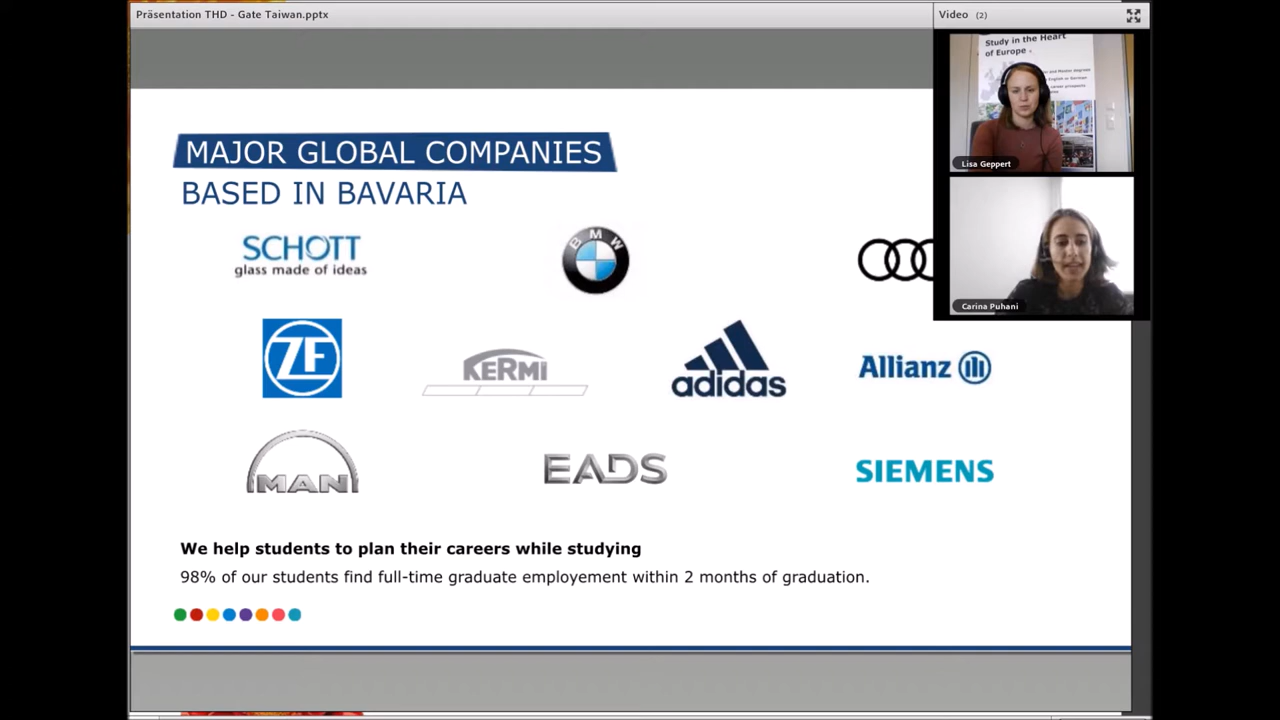 Präsentation THD - Gate Taiwan.pptx
Video (2)
Study in the Heart
of Europe
Lisa Geppert
Carina Puhani
MAJOR GLOBAL COMPANIES
BASED IN BAVARIA
SCHOTT
glass made of ideas
BMW
ZF
KERMI
adidas
Allianz
MAN
EADS
SIEMENS
We help students to plan their careers while studying
98% of our students find full-time graduate employement within 2 months of graduation.